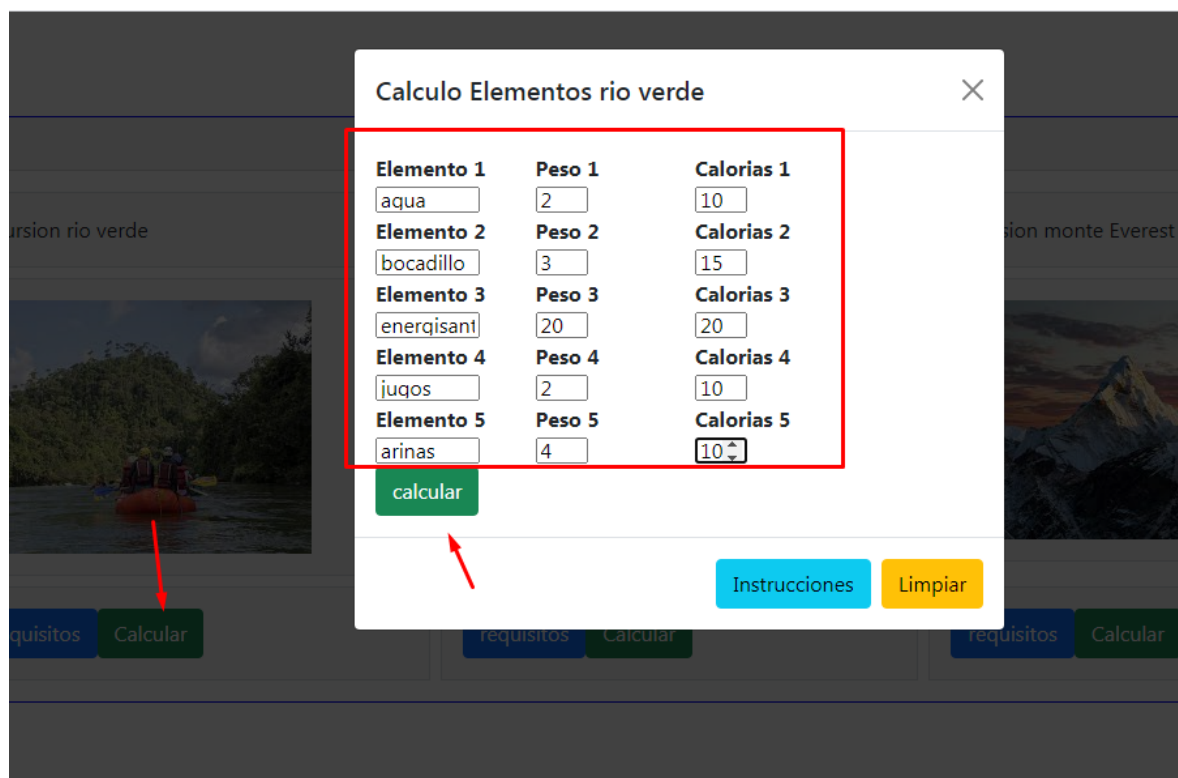 Calculo Elementos rio verde
Elemento 1 Peso 1 Calorias 1
agua 2 10
Elemento 2 Peso 2 Calorias 2
bocadillo 3 15
Elemento 3 Peso 3 Calorias 3
energisant 20 20
Elemento 4 Peso 4 Calorias 4
jugos 2 10
Elemento 5 Peso 5 Calorias 5
arinas 4 10
calcular
Instrucciones Limpiar
ursion rio verde
sion monte Everest
quisitos Calcular
requisitos Calcular
requisitos Calcular